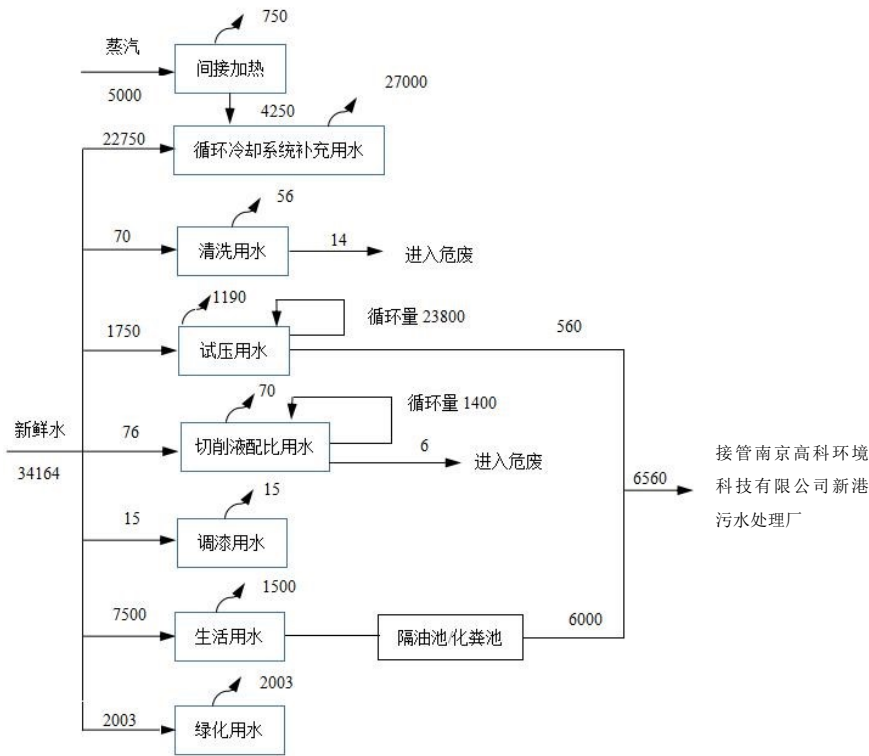 750
蒸汽
间接加热
5000
4250
27000
22750
循环冷却系统补充用水
56
70
清洗用水
14
进入危废
1190
循环量 23800
1750
试压用水
560
70
循环量 1400
新鲜水
76
切削液配比用水
6
进入危废
34164
接管南京高科环境
科技有限公司新港
污水处理厂
6560
15
15
调漆用水
1500
7500
生活用水
隔油池/化粪池
6000
2003
2003
绿化用水